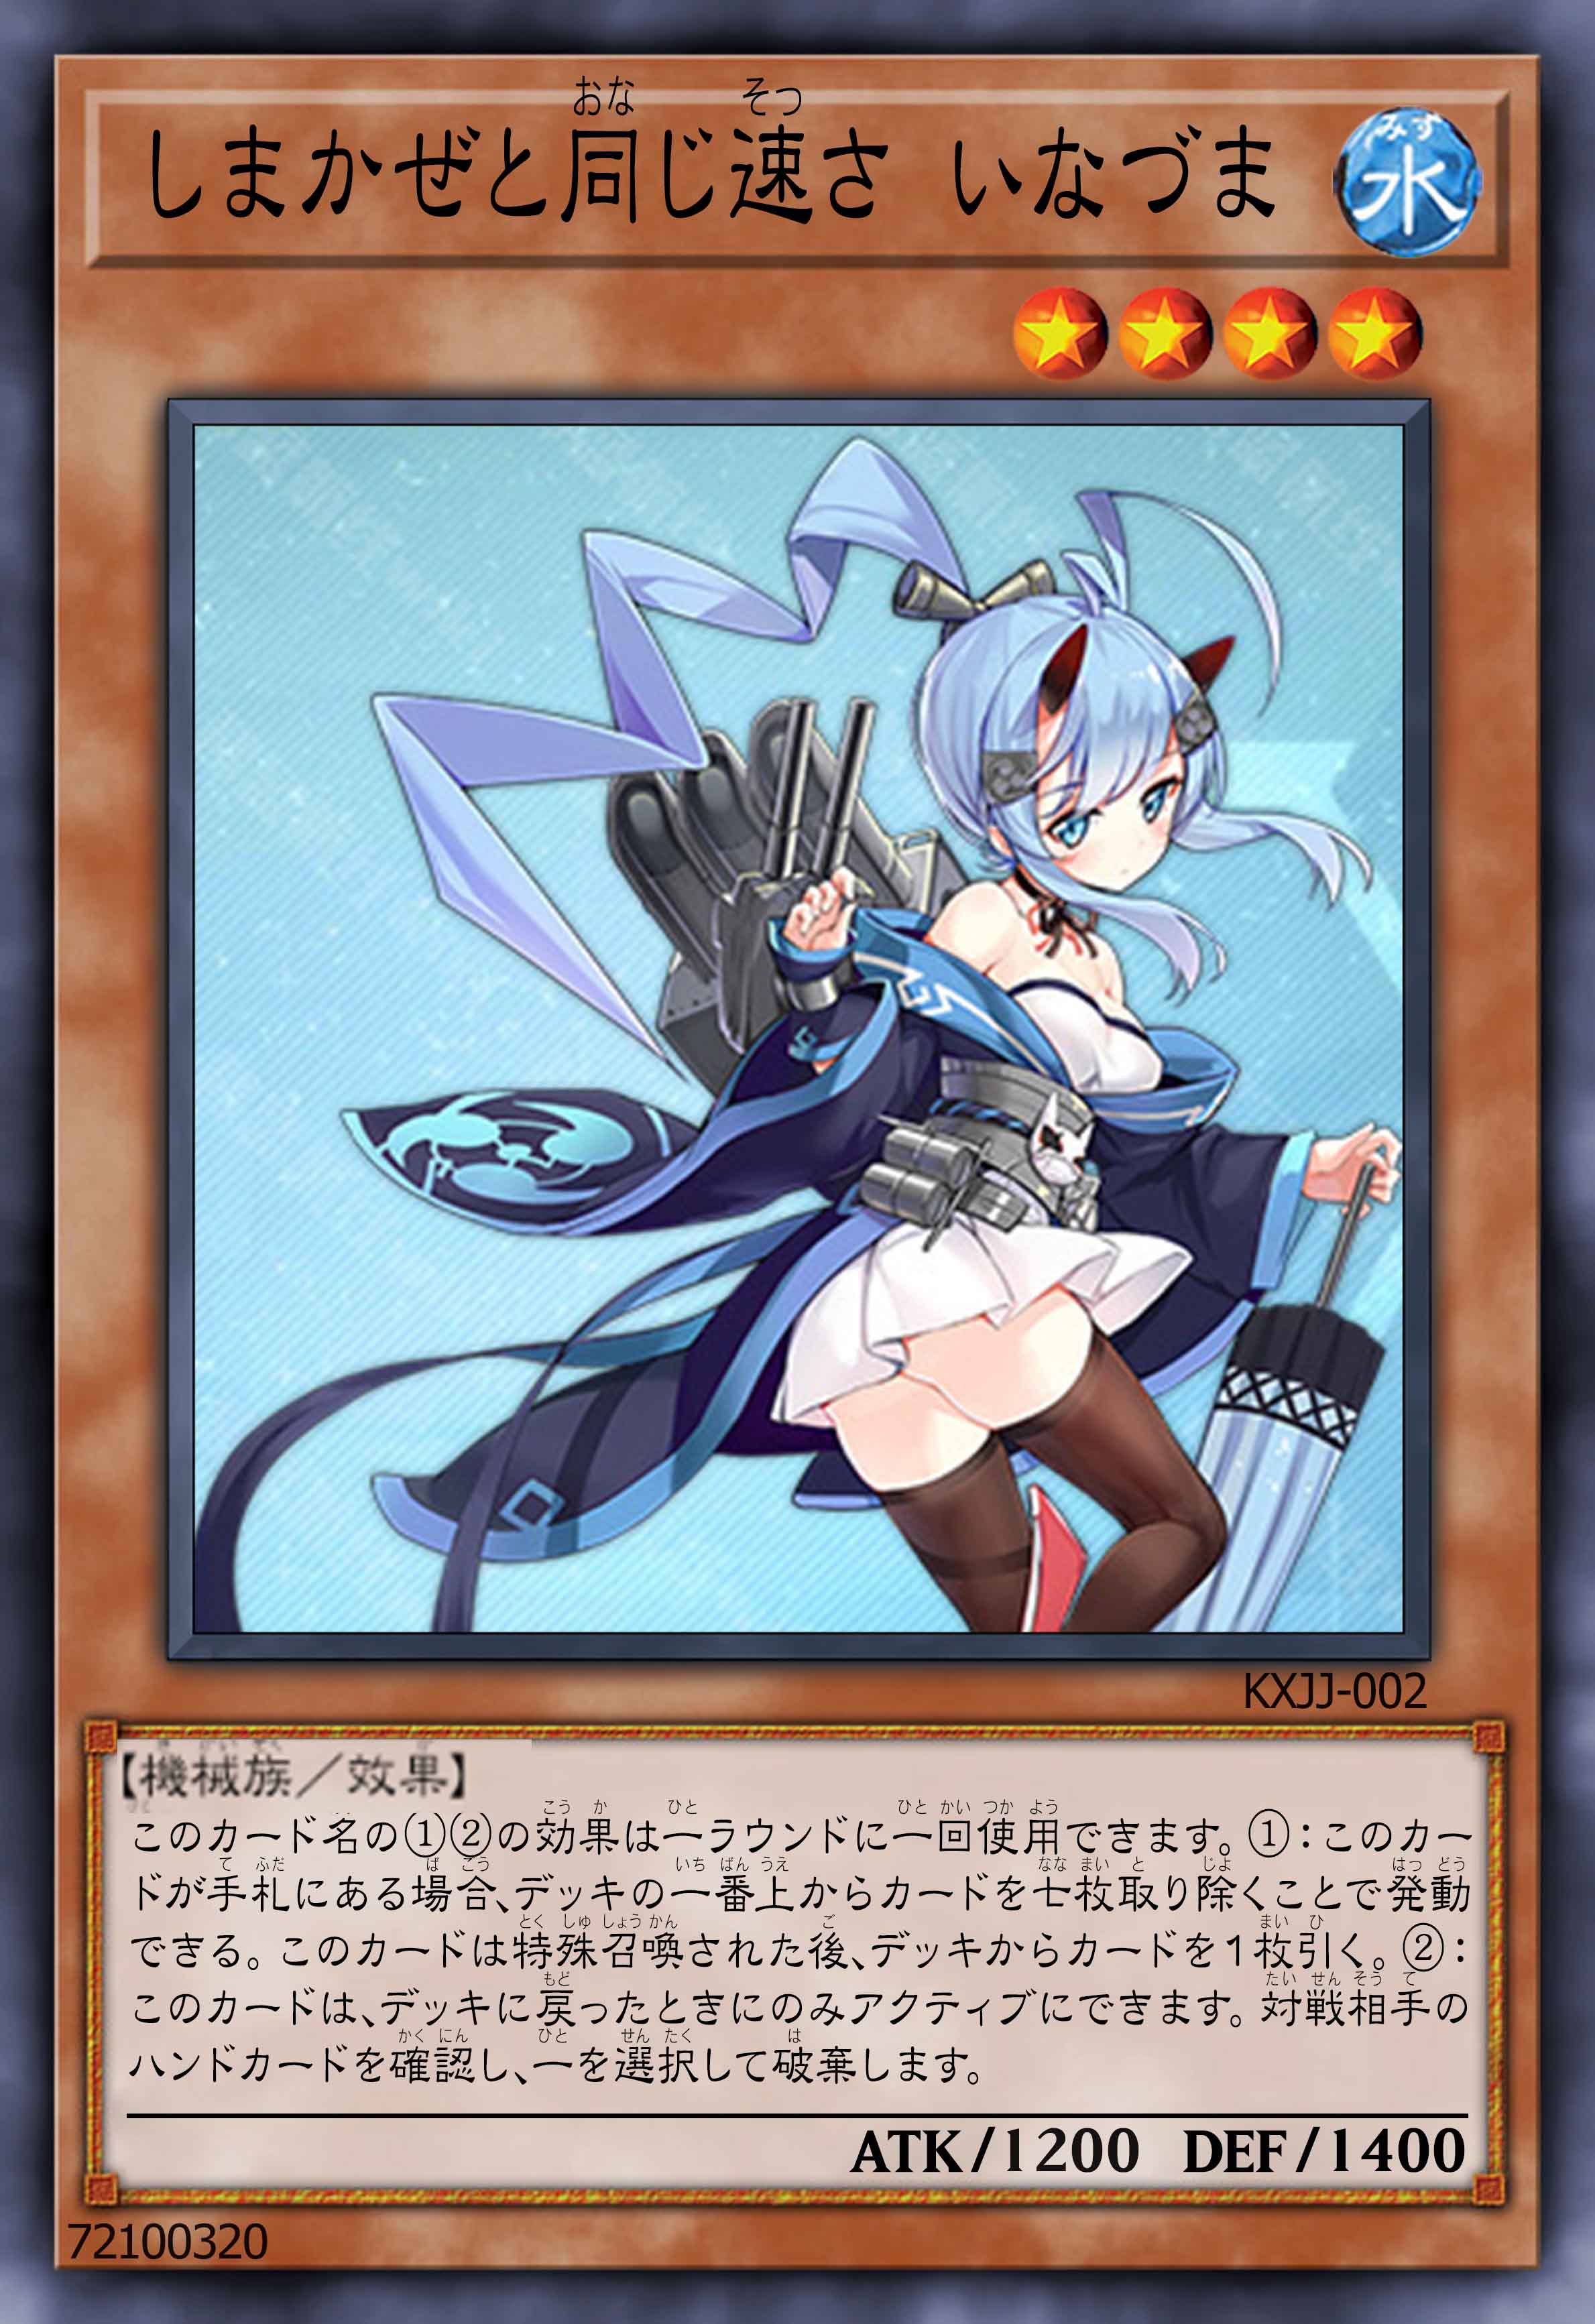 しまかぜと同じ速さ いなづま
水
KXJJ-002
【機械族／効果】
このカード名の①②の効果は一ラウンドに一回使用できます。①：このカー
ドが手札にある場合、デッキの一番上からカードを七枚取り除くことで発動
できる。このカードは特殊召喚された後、デッキからカードを１枚引く。②：
このカードは、デッキに戻ったときにのみアクティブにできます。対戦相手の
ハンドカードを確認し、一を選択して破棄します。
ATK/1200 DEF/1400
72100320